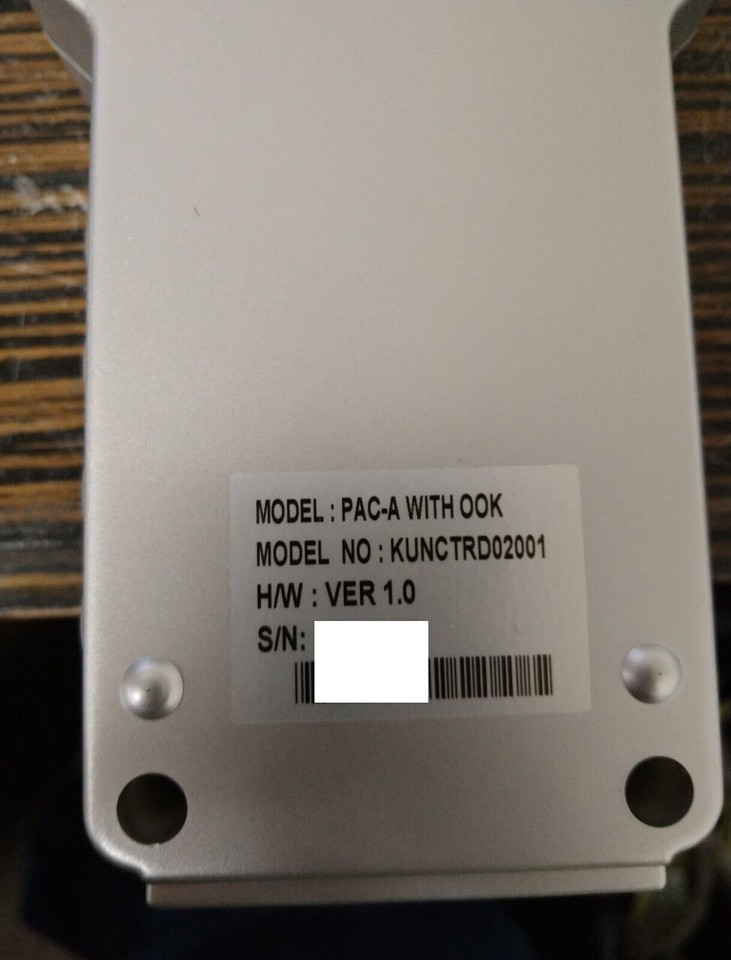 MODEL : PAC-A WITH OOK
MODEL NO : KUNCTRD02001
H/W : VER 1.0
S/N: